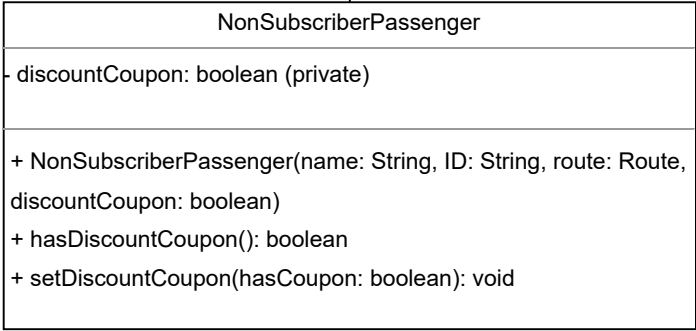 NonSubscriberPassenger
- discountCoupon: boolean (private)
+ NonSubscriberPassenger(name: String, ID: String, route: Route,
discountCoupon: boolean)
+ hasDiscountCoupon(): boolean
+ setDiscountCoupon(hasCoupon: boolean): void